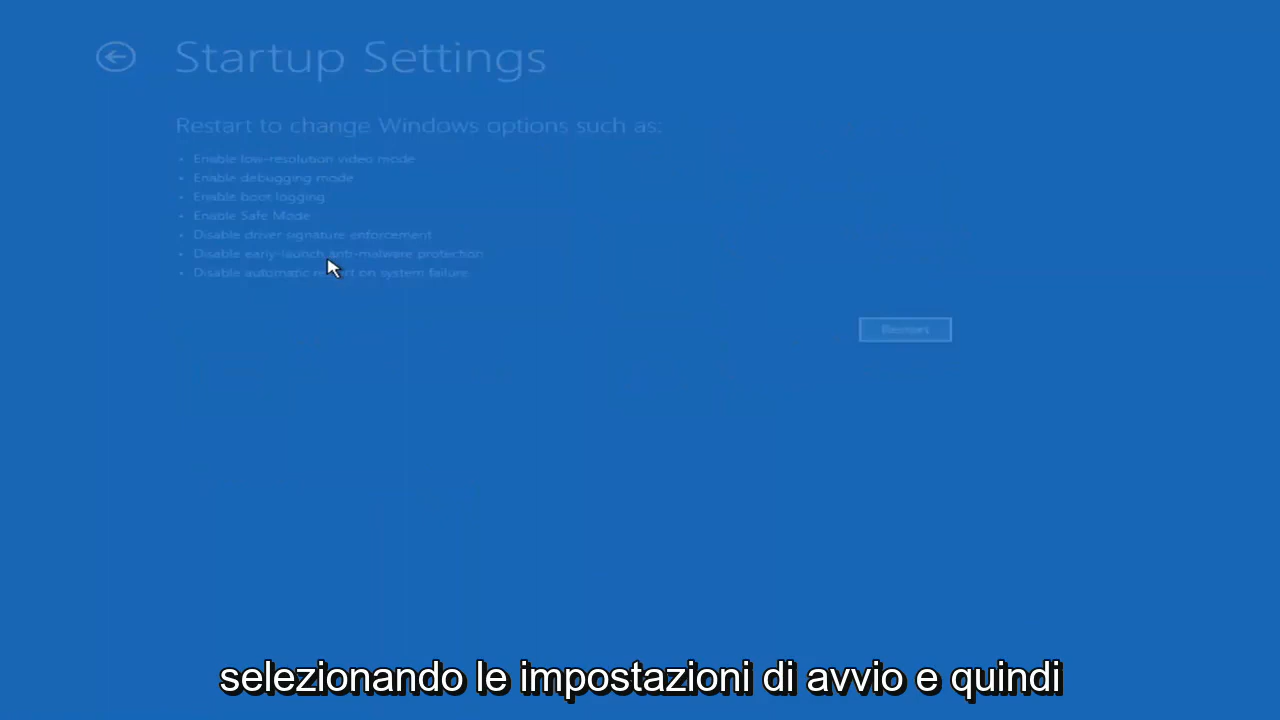 Startup Settings
Restart to change Windows options such as:
• Enable low-resolution video mode
• Enable debugging mode
• Enable boot logging
• Enable Safe Mode
• Disable driver signature enforcement
• Disable early-launch anti-malware protection
• Disable automatic restart on system failure
Restart
selezionando le impostazioni di avvio e quindi